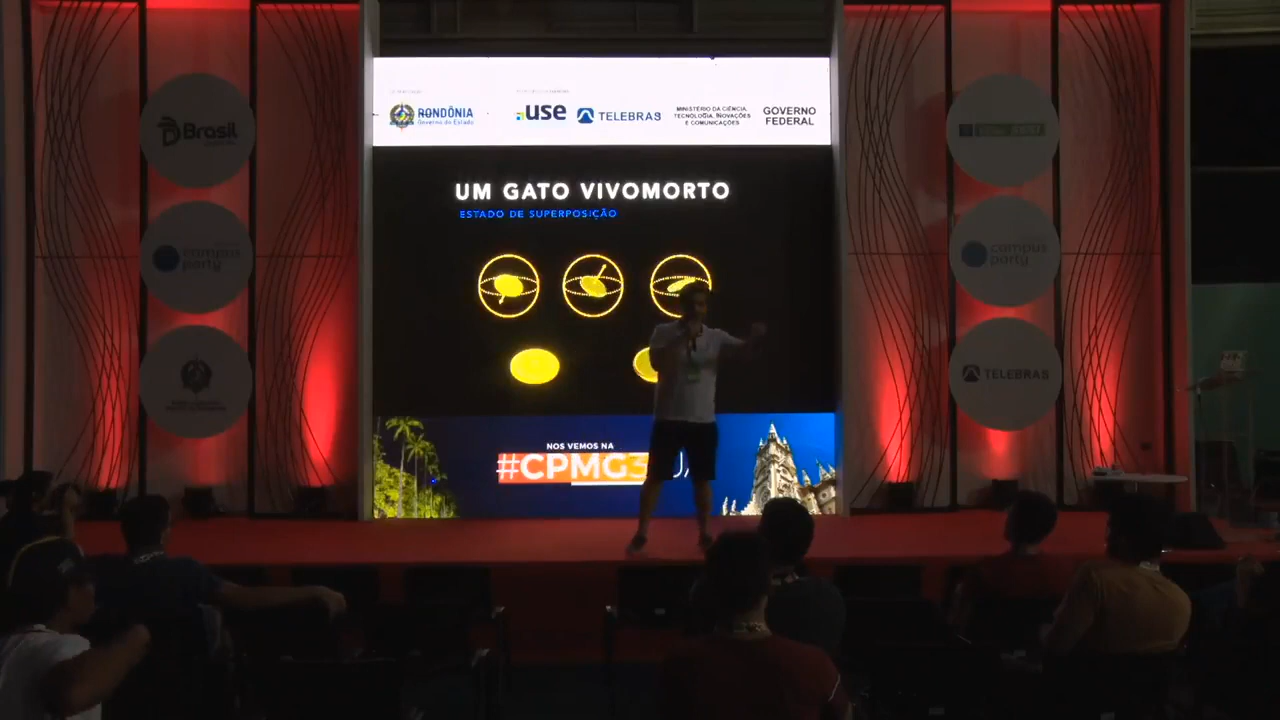 RONDÔNIA
Governo do Estado
use
TELEBRAS
MINISTÉRIO DA CIÊNCIA,
TECNOLOGIA, INOVAÇÕES
E COMUNICAÇÕES
GOVERNO
FEDERAL
UM GATO VIVOMORTO
ESTADO DE SUPERPOSIÇÃO
NOS VEMOS NA
#CPMG3
Brasil
campus
party
campus
party
TELEBRAS